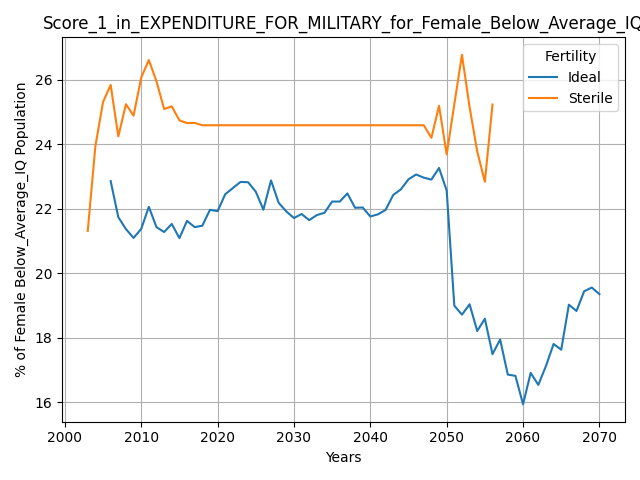 Score_1_in_EXPENDITURE_FOR_MILITARY_for_Female_Below_Average_IQ
Fertility
Ideal
Sterile
% of Female Below_Average_IQ Population
26
24
22
20
18
16
2000 2010 2020 2030 2040 2050 2060 2070
Years